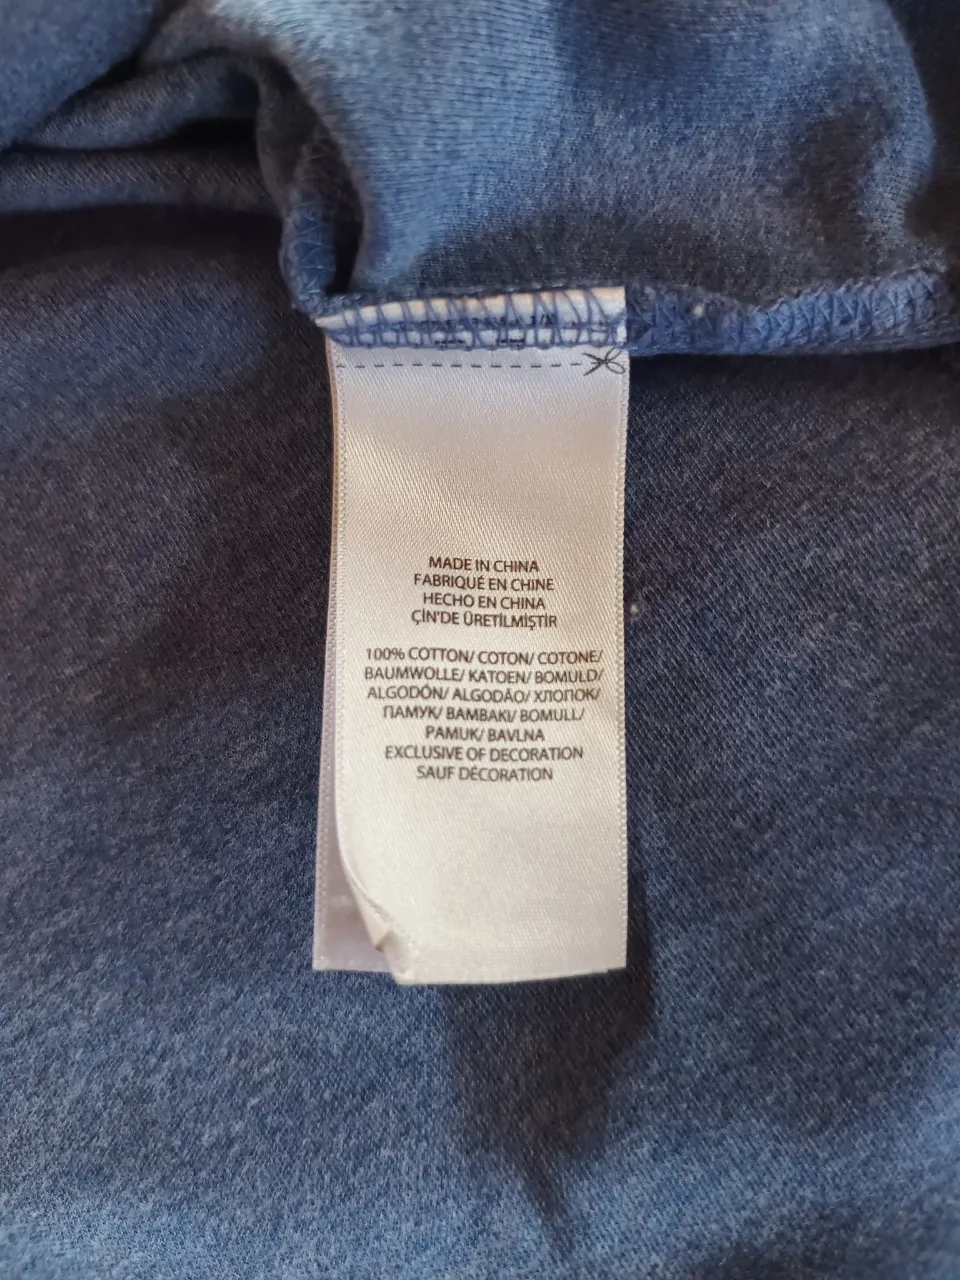 MADE IN CHINA
FABRIQUÉ EN CHINE
HECHO EN CHINA
ÇİN'DE ÜRETİLMİŞTİR
100% COTTON/ COTON/ COTONE/
BAUMWOLLE/ KATOEN/ BOMULD/
ALGODÓN/ ALGODÃO/ ХЛОПОК/
ПАМУК/ ΒΑΜΒΑΚΙ/ BOMULL/
PAMUK/ BAVLNA
EXCLUSIVE OF DECORATION
SAUF DÉCORATION